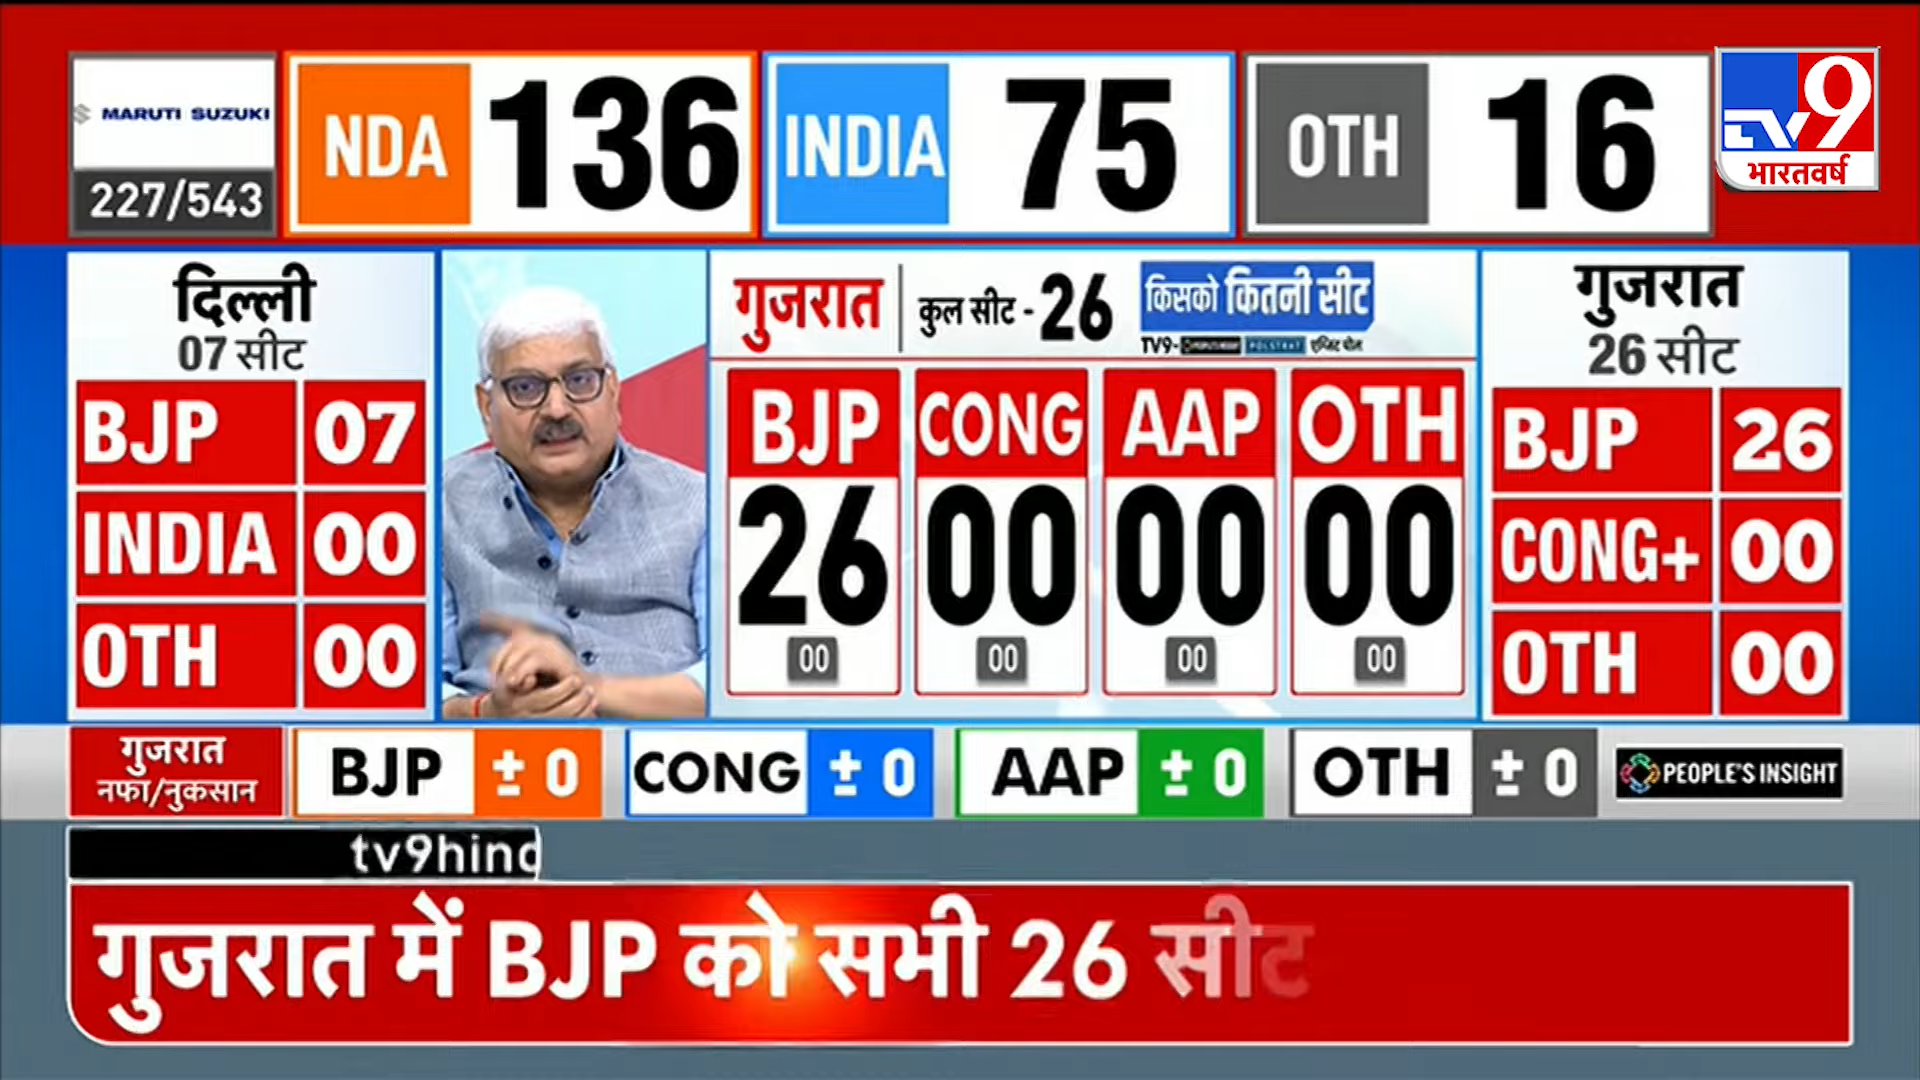 MARUTI SUZUKI
227/543
NDA 136
INDIA 75
OTH 16
TV9
भारतवर्ष
दिल्ली
07 सीट
BJP 07
INDIA 00
OTH 00
गुजरात
कुल सीट - 26
किसको कितनी सीट
TV9- POLSTRAT एग्जिट पोल
BJP CONG AAP OTH
26 00 00 00
00 00 00 00
गुजरात
26 सीट
BJP 26
CONG+ 00
OTH 00
गुजरात
नफा/नुकसान
BJP ± 0
CONG ± 0
AAP ± 0
OTH ± 0
PEOPLE'S INSIGHT
tv9hind
गुजरात में BJP को सभी 26 सीट